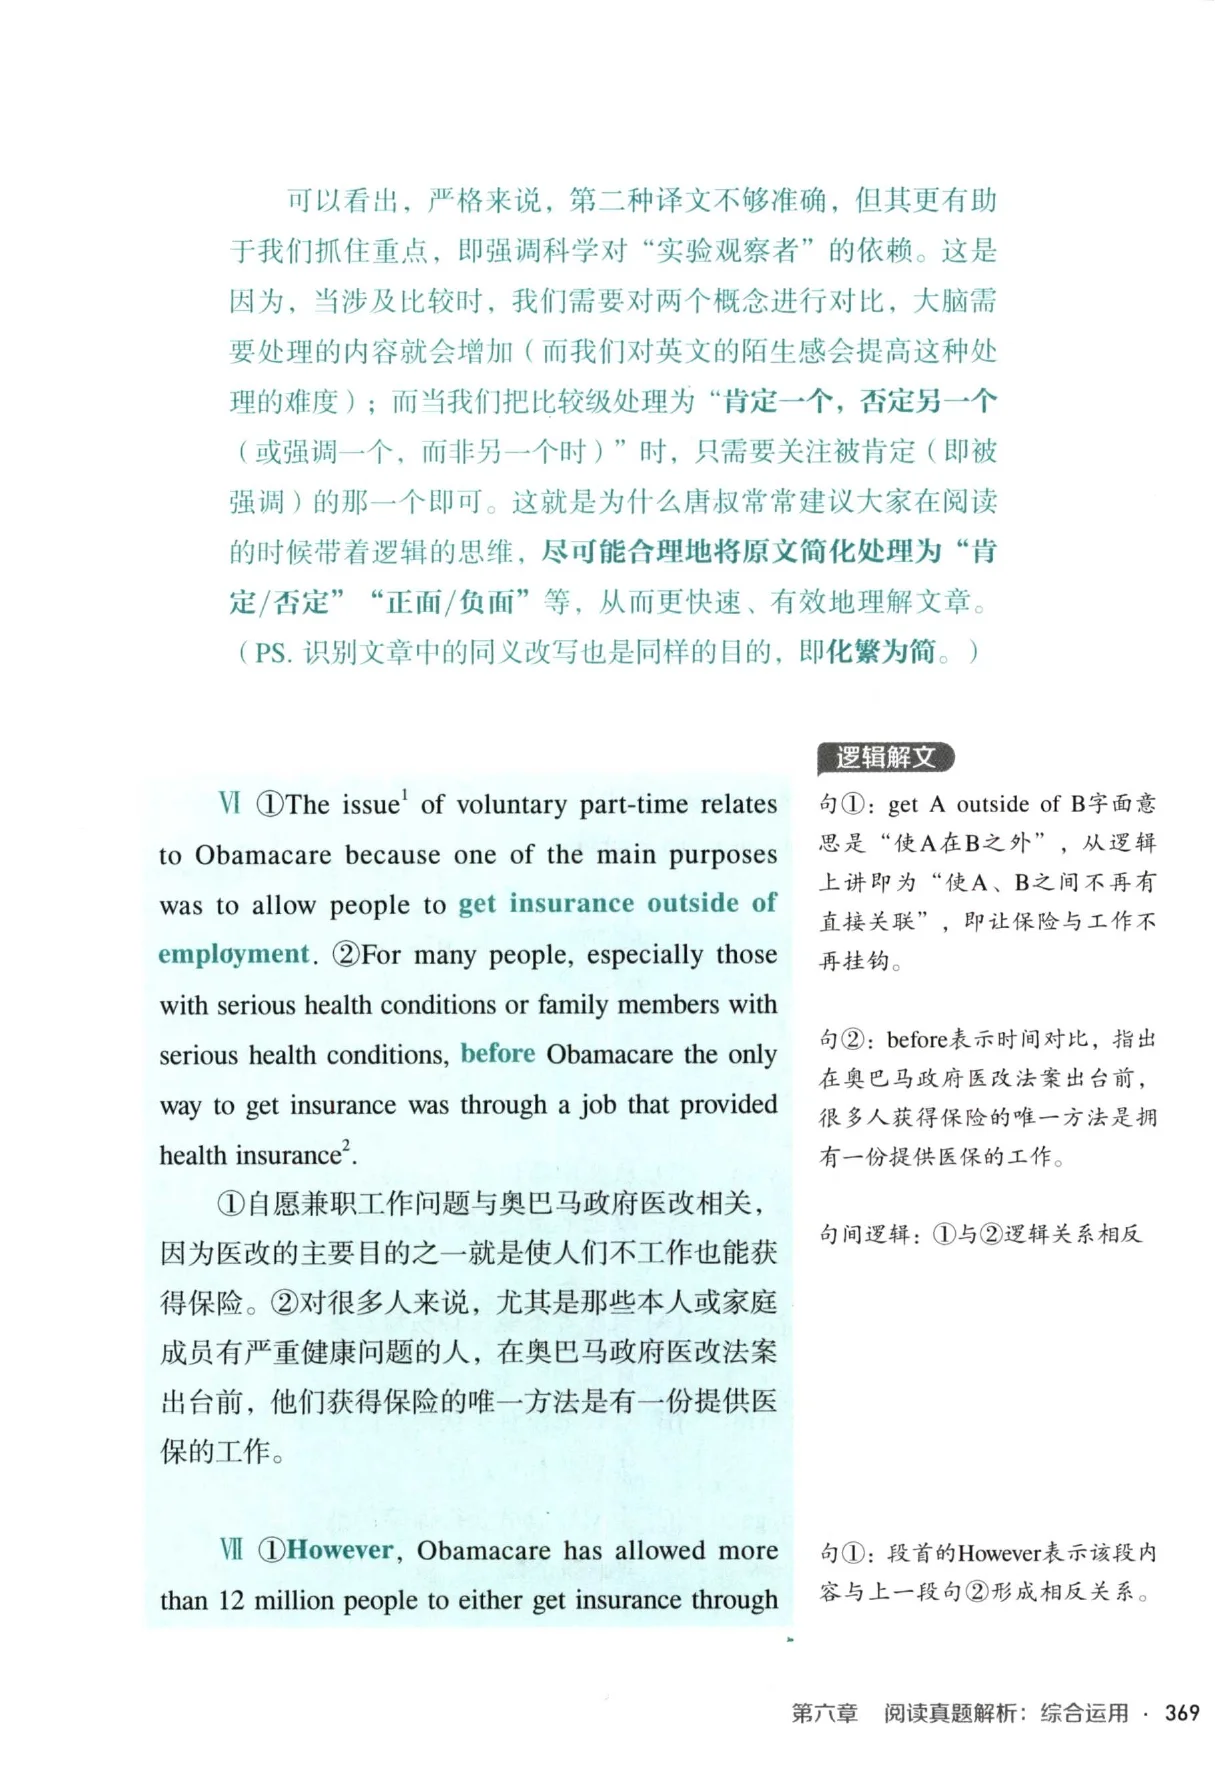 可以看出，严格来说，第二种译文不够准确，但其更有助
于我们抓住重点，即强调科学对“实验观察者”的依赖。这是
因为，当涉及比较时，我们需要对两个概念进行对比，大脑需
要处理的内容就会增加（而我们对英文的陌生感会提高这种处
理的难度）；而当我们把比较级处理为“肯定一个，否定另一个
（或强调一个，而非另一个时）”时，只需要关注被肯定（即被
强调）的那一个即可。这就是为什么唐叔常常建议大家在阅读
的时候带着逻辑的思维，尽可能合理地将原文简化处理为“肯
定/否定”“正面/负面”等，从而更快速、有效地理解文章。
（PS. 识别文章中的同义改写也是同样的目的，即化繁为简。）
Ⅵ ①The issue¹ of voluntary part-time relates
to Obamacare because one of the main purposes
was to allow people to get insurance outside of
employment. ②For many people, especially those
with serious health conditions or family members with
serious health conditions, before Obamacare the only
way to get insurance was through a job that provided
health insurance².
①自愿兼职工作问题与奥巴马政府医改相关，
因为医改的主要目的之一就是使人们不工作也能获
得保险。②对很多人来说，尤其是那些本人或家庭
成员有严重健康问题的人，在奥巴马政府医改法案
出台前，他们获得保险的唯一方法是有一份提供医
保的工作。
Ⅶ ①However, Obamacare has allowed more
than 12 million people to either get insurance through
逻辑解文
句①：get A outside of B字面意
思是“使A在B之外”，从逻辑
上讲即为“使A、B之间不再有
直接关联”，即让保险与工作不
再挂钩。
句②：before表示时间对比，指出
在奥巴马政府医改法案出台前，
很多人获得保险的唯一方法是拥
有一份提供医保的工作。
句间逻辑：①与②逻辑关系相反
句①：段首的However表示该段内
容与上一段句②形成相反关系。
第六章 阅读真题解析：综合运用 · 369